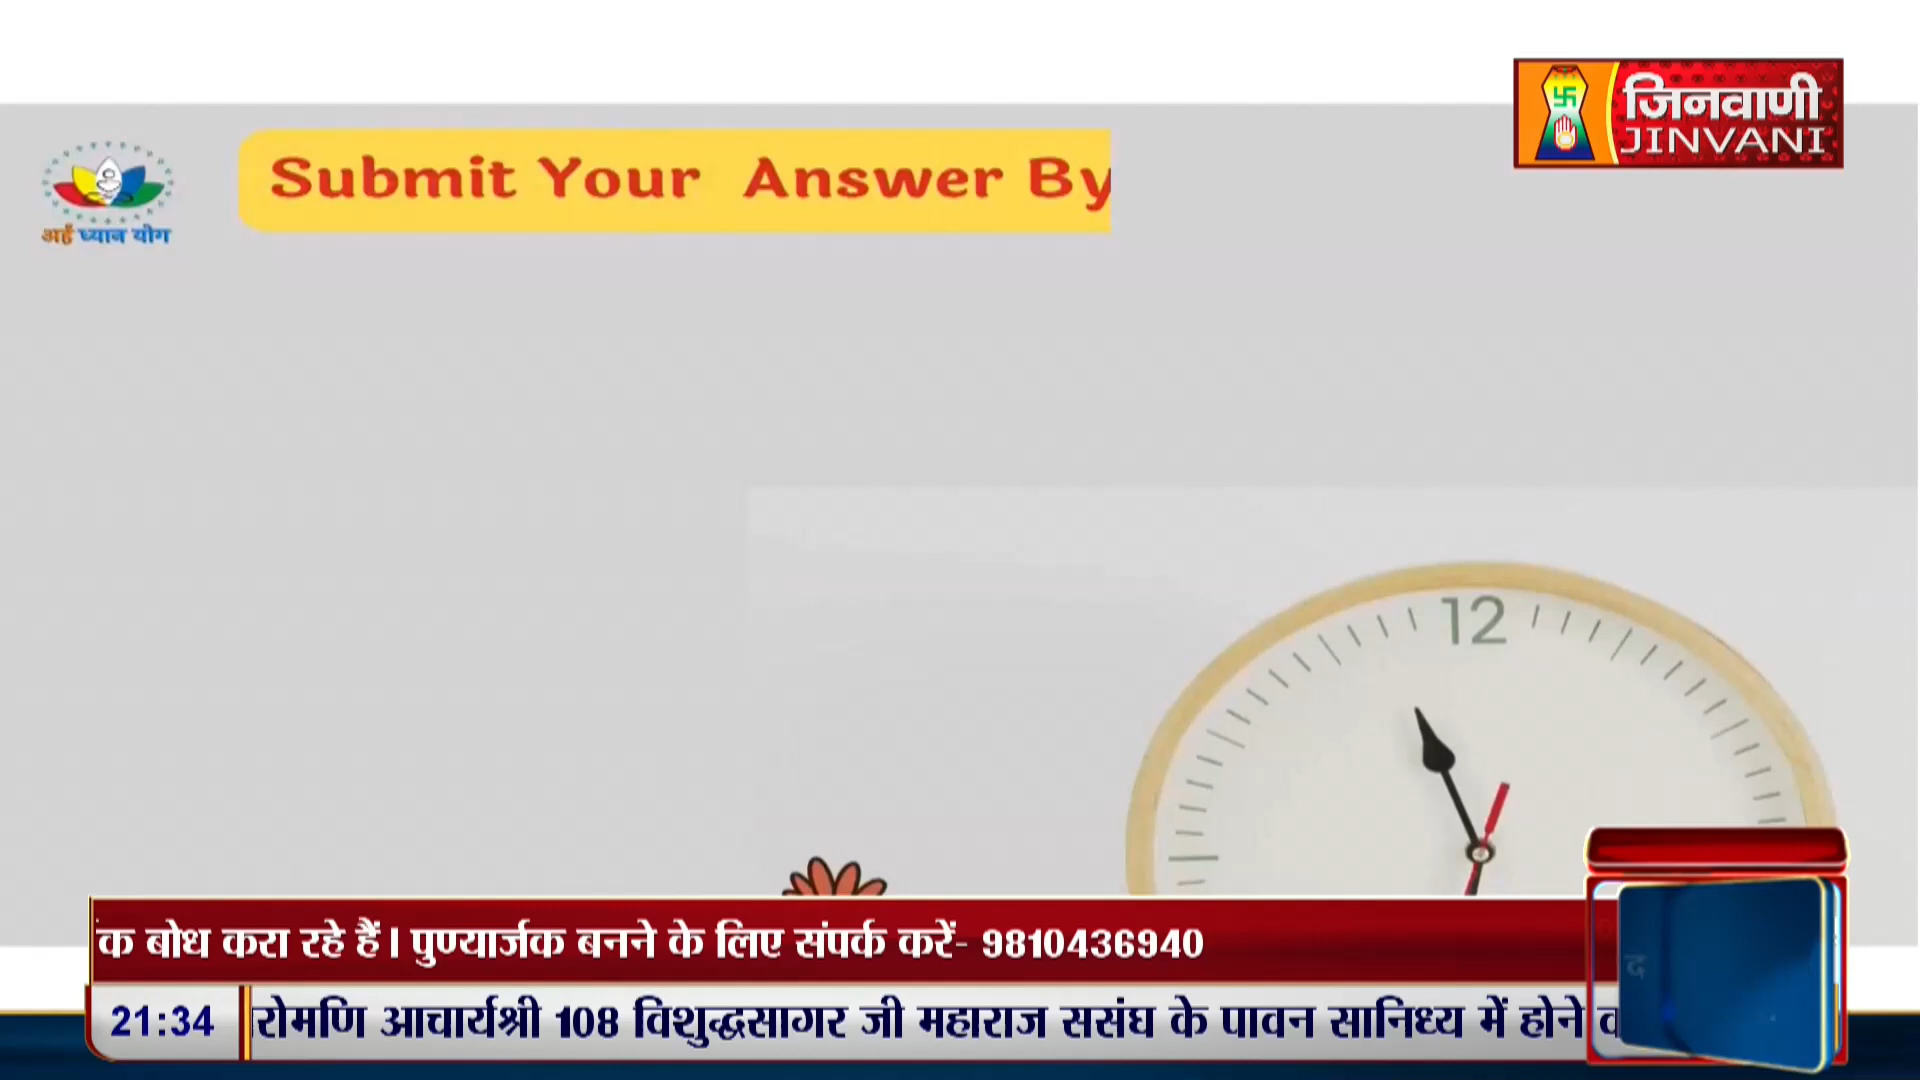 जिनवाणी
JINVANI
Submit Your Answer By
अर्हं ध्यान योग
12
क बोध करा रहे हैं। पुण्यार्जक बनने के लिए संपर्क करें- 9810436940
21:34
रोमणि आचार्यश्री 108 विशुद्धसागर जी महाराज ससंघ के पावन सानिध्य में होने व